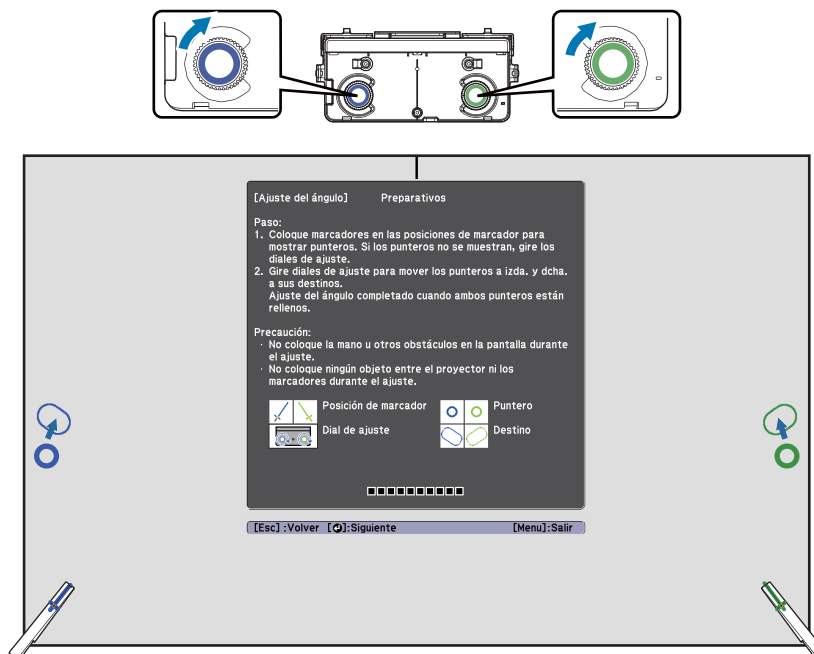 [Ajuste del ángulo] Preparativos
Paso:
1. Coloque marcadores en las posiciones de marcador para
mostrar punteros. Si los punteros no se muestran, gire los
diales de ajuste.
2. Gire diales de ajuste para mover los punteros a izda. y dcha.
a sus destinos.
Ajuste del ángulo completado cuando ambos punteros están
rellenos.
Precaución:
· No coloque la mano u otros obstáculos en la pantalla durante
el ajuste.
· No coloque ningún objeto entre el proyector ni los
marcadores durante el ajuste.
Posición de marcador
Puntero
Dial de ajuste
Destino
[Esc] :Volver [⏎]:Siguiente [Menu]:Salir